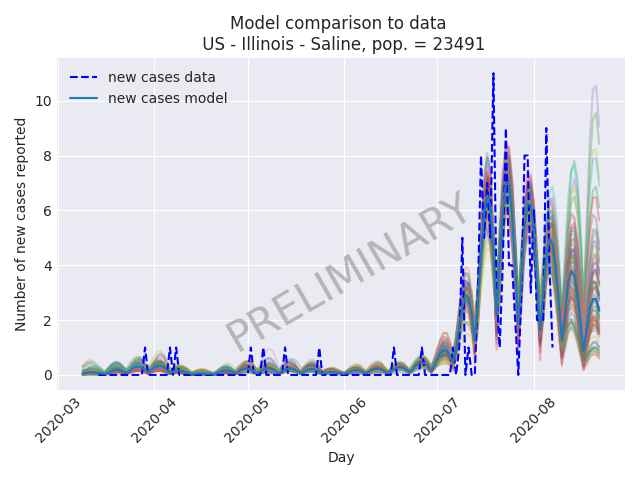 Model comparison to data
US - Illinois - Saline, pop. = 23491
new cases data
new cases model
Number of new cases reported
10
8
6
4
2
0
PRELIMINARY
2020-03
2020-04
2020-05
2020-06
2020-07
2020-08
Day